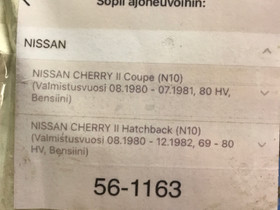 Sopii ajoneuvoihin:
NISSAN
NISSAN CHERRY II Coupe (N10)
(Valmistusvuosi 08.1980 - 07.1981, 80 HV,
Bensiini)
NISSAN CHERRY II Hatchback (N10)
(Valmistusvuosi 08.1980 - 12.1982, 69 - 80
HV, Bensiini)
56-1163